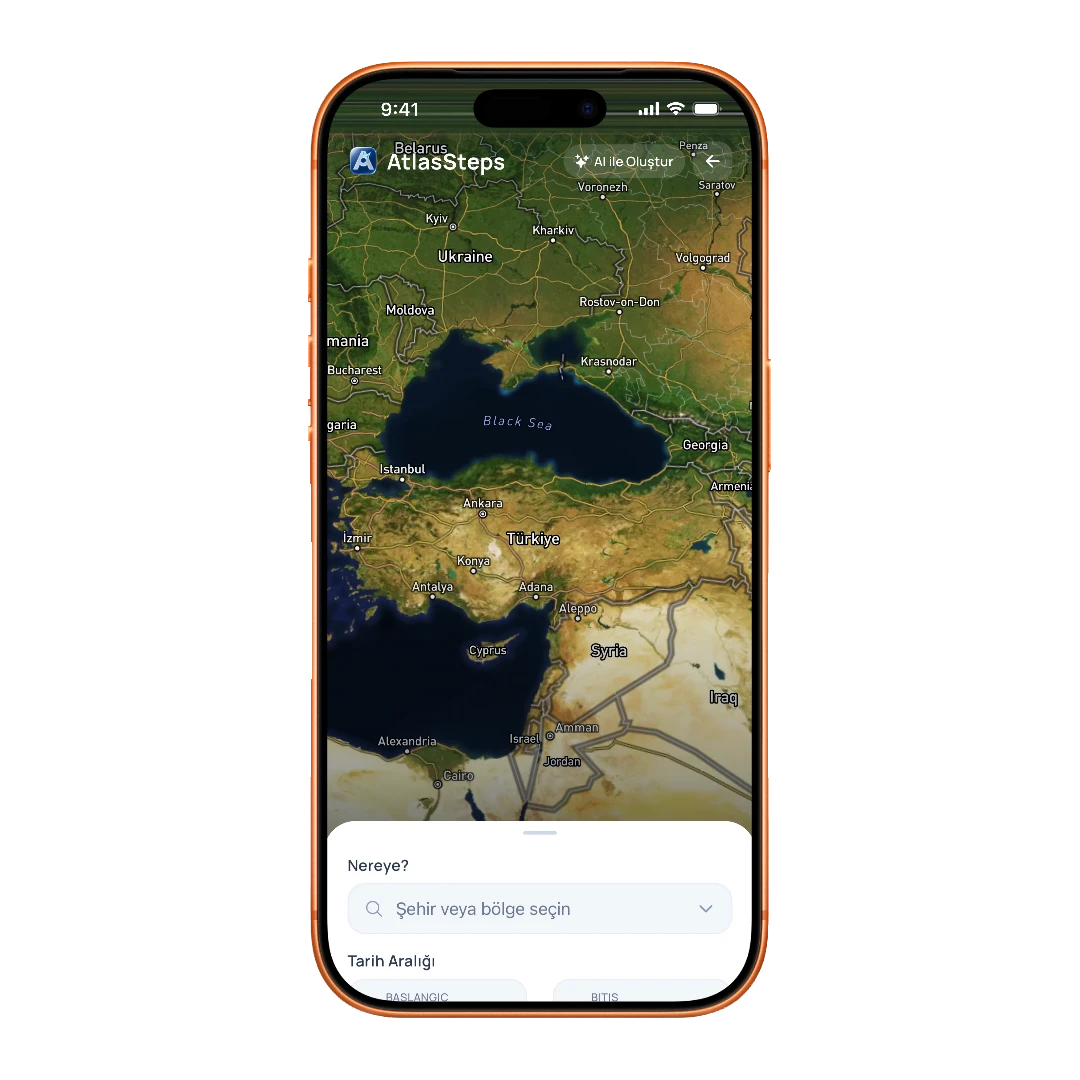 9:41
Belarus
AtlasSteps
AI ile Oluştur
Penza
Voronezh
Saratov
Kyiv
Kharkiv
Ukraine
Volgograd
Rostov-on-Don
Moldova
mania
Krasnodar
Bucharest
Black Sea
garia
Georgia
Istanbul
Armenia
Ankara
İzmir
Türkiye
Konya
Antalya
Adana
Aleppo
Cyprus
Syria
Iraq
Amman
Alexandria
Israel
Jordan
Cairo
Nereye?
Şehir veya bölge seçin
Tarih Aralığı
BASLANGIC
BITIS